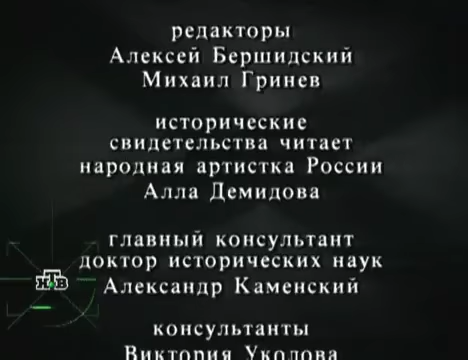 редакторы
Алексей Бершидский
Михаил Гринев
исторические
свидетельства читает
народная артистка России
Алла Демидова
главный консультант
доктор исторических наук
Александр Каменский
НТВ
консультанты
Виктория Уколова